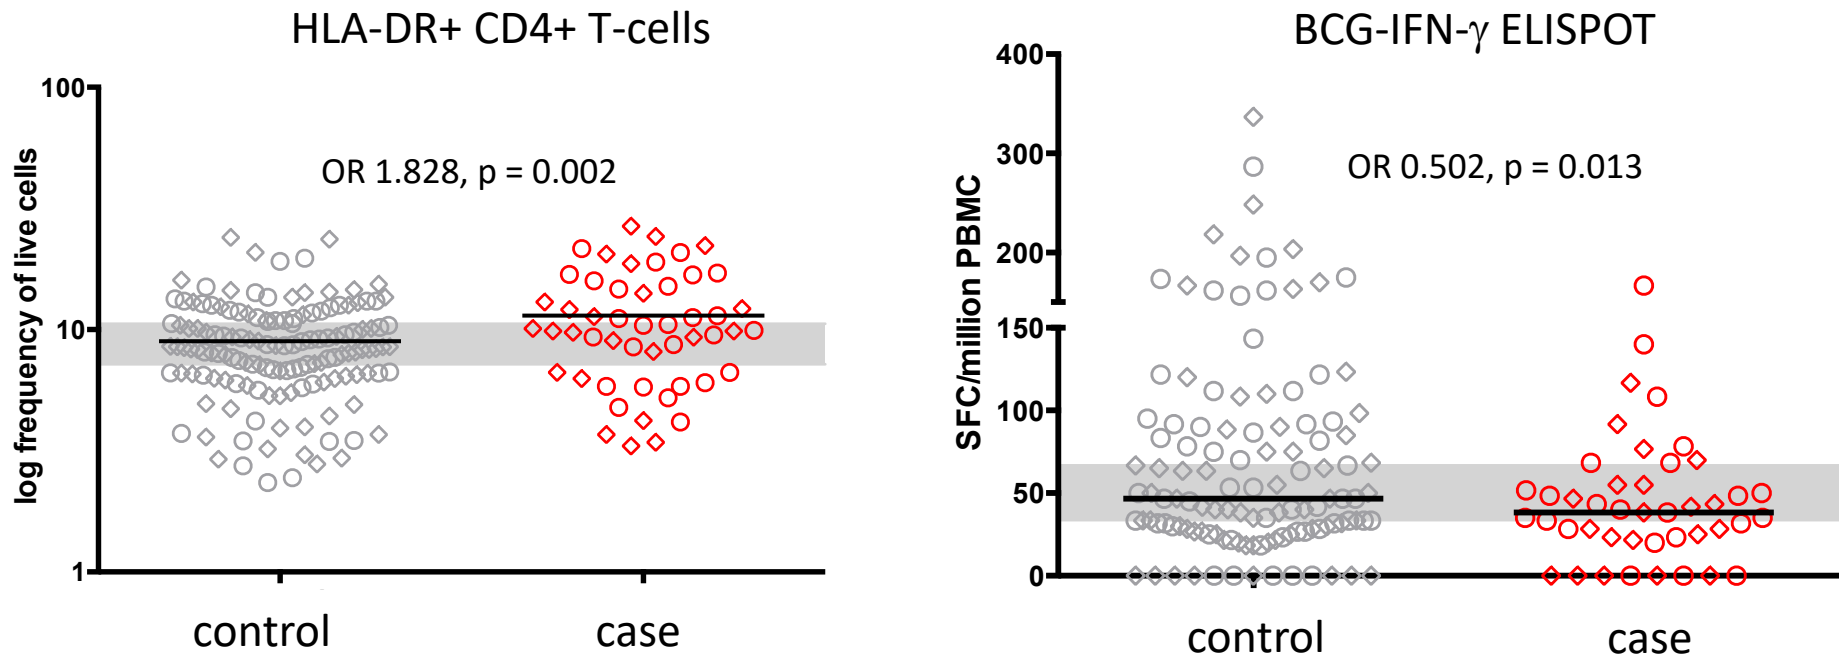 HLA-DR+ CD4+ T-cells
log frequency of live cells
100
10
1
OR 1.828, p = 0.002
control
case
BCG-IFN-γ ELISPOT
SFC/million PBMC
400
300
200
150
100
50
0
OR 0.502, p = 0.013
control
case